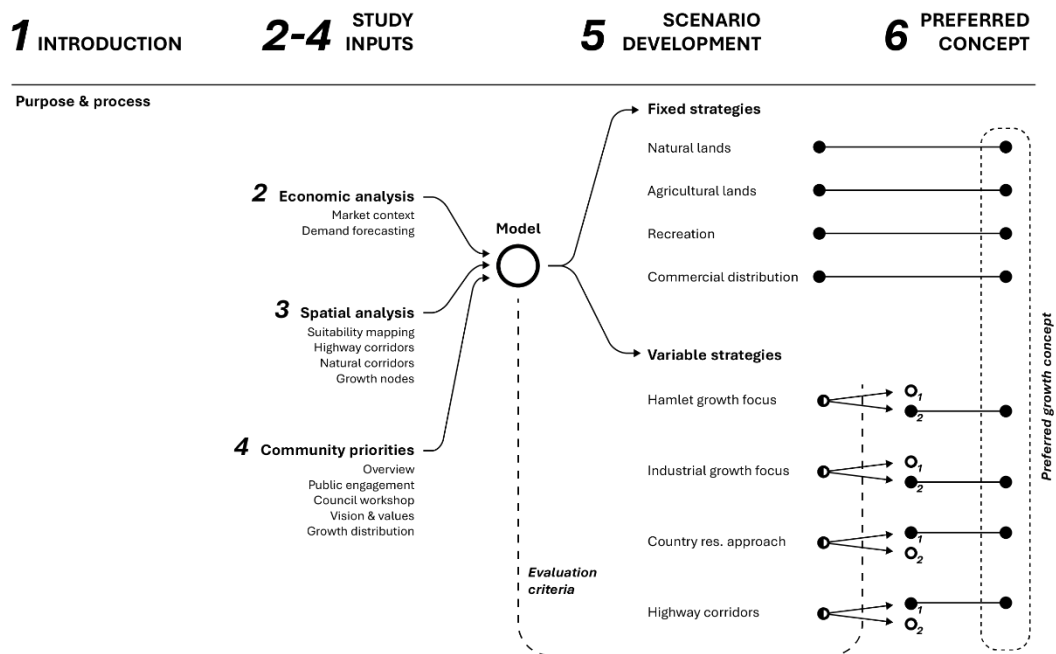 1 INTRODUCTION
2-4 STUDY
INPUTS
5 SCENARIO
DEVELOPMENT
6 PREFERRED
CONCEPT
Purpose & process
2 Economic analysis
Market context
Demand forecasting
3 Spatial analysis
Suitability mapping
Highway corridors
Natural corridors
Growth nodes
4 Community priorities
Overview
Public engagement
Council workshop
Vision & values
Growth distribution
Model
Evaluation
criteria
Fixed strategies
Natural lands
Agricultural lands
Recreation
Commercial distribution
Variable strategies
Hamlet growth focus
1
2
Industrial growth focus
1
2
Country res. approach
1
2
Highway corridors
1
2
Preferred growth concept